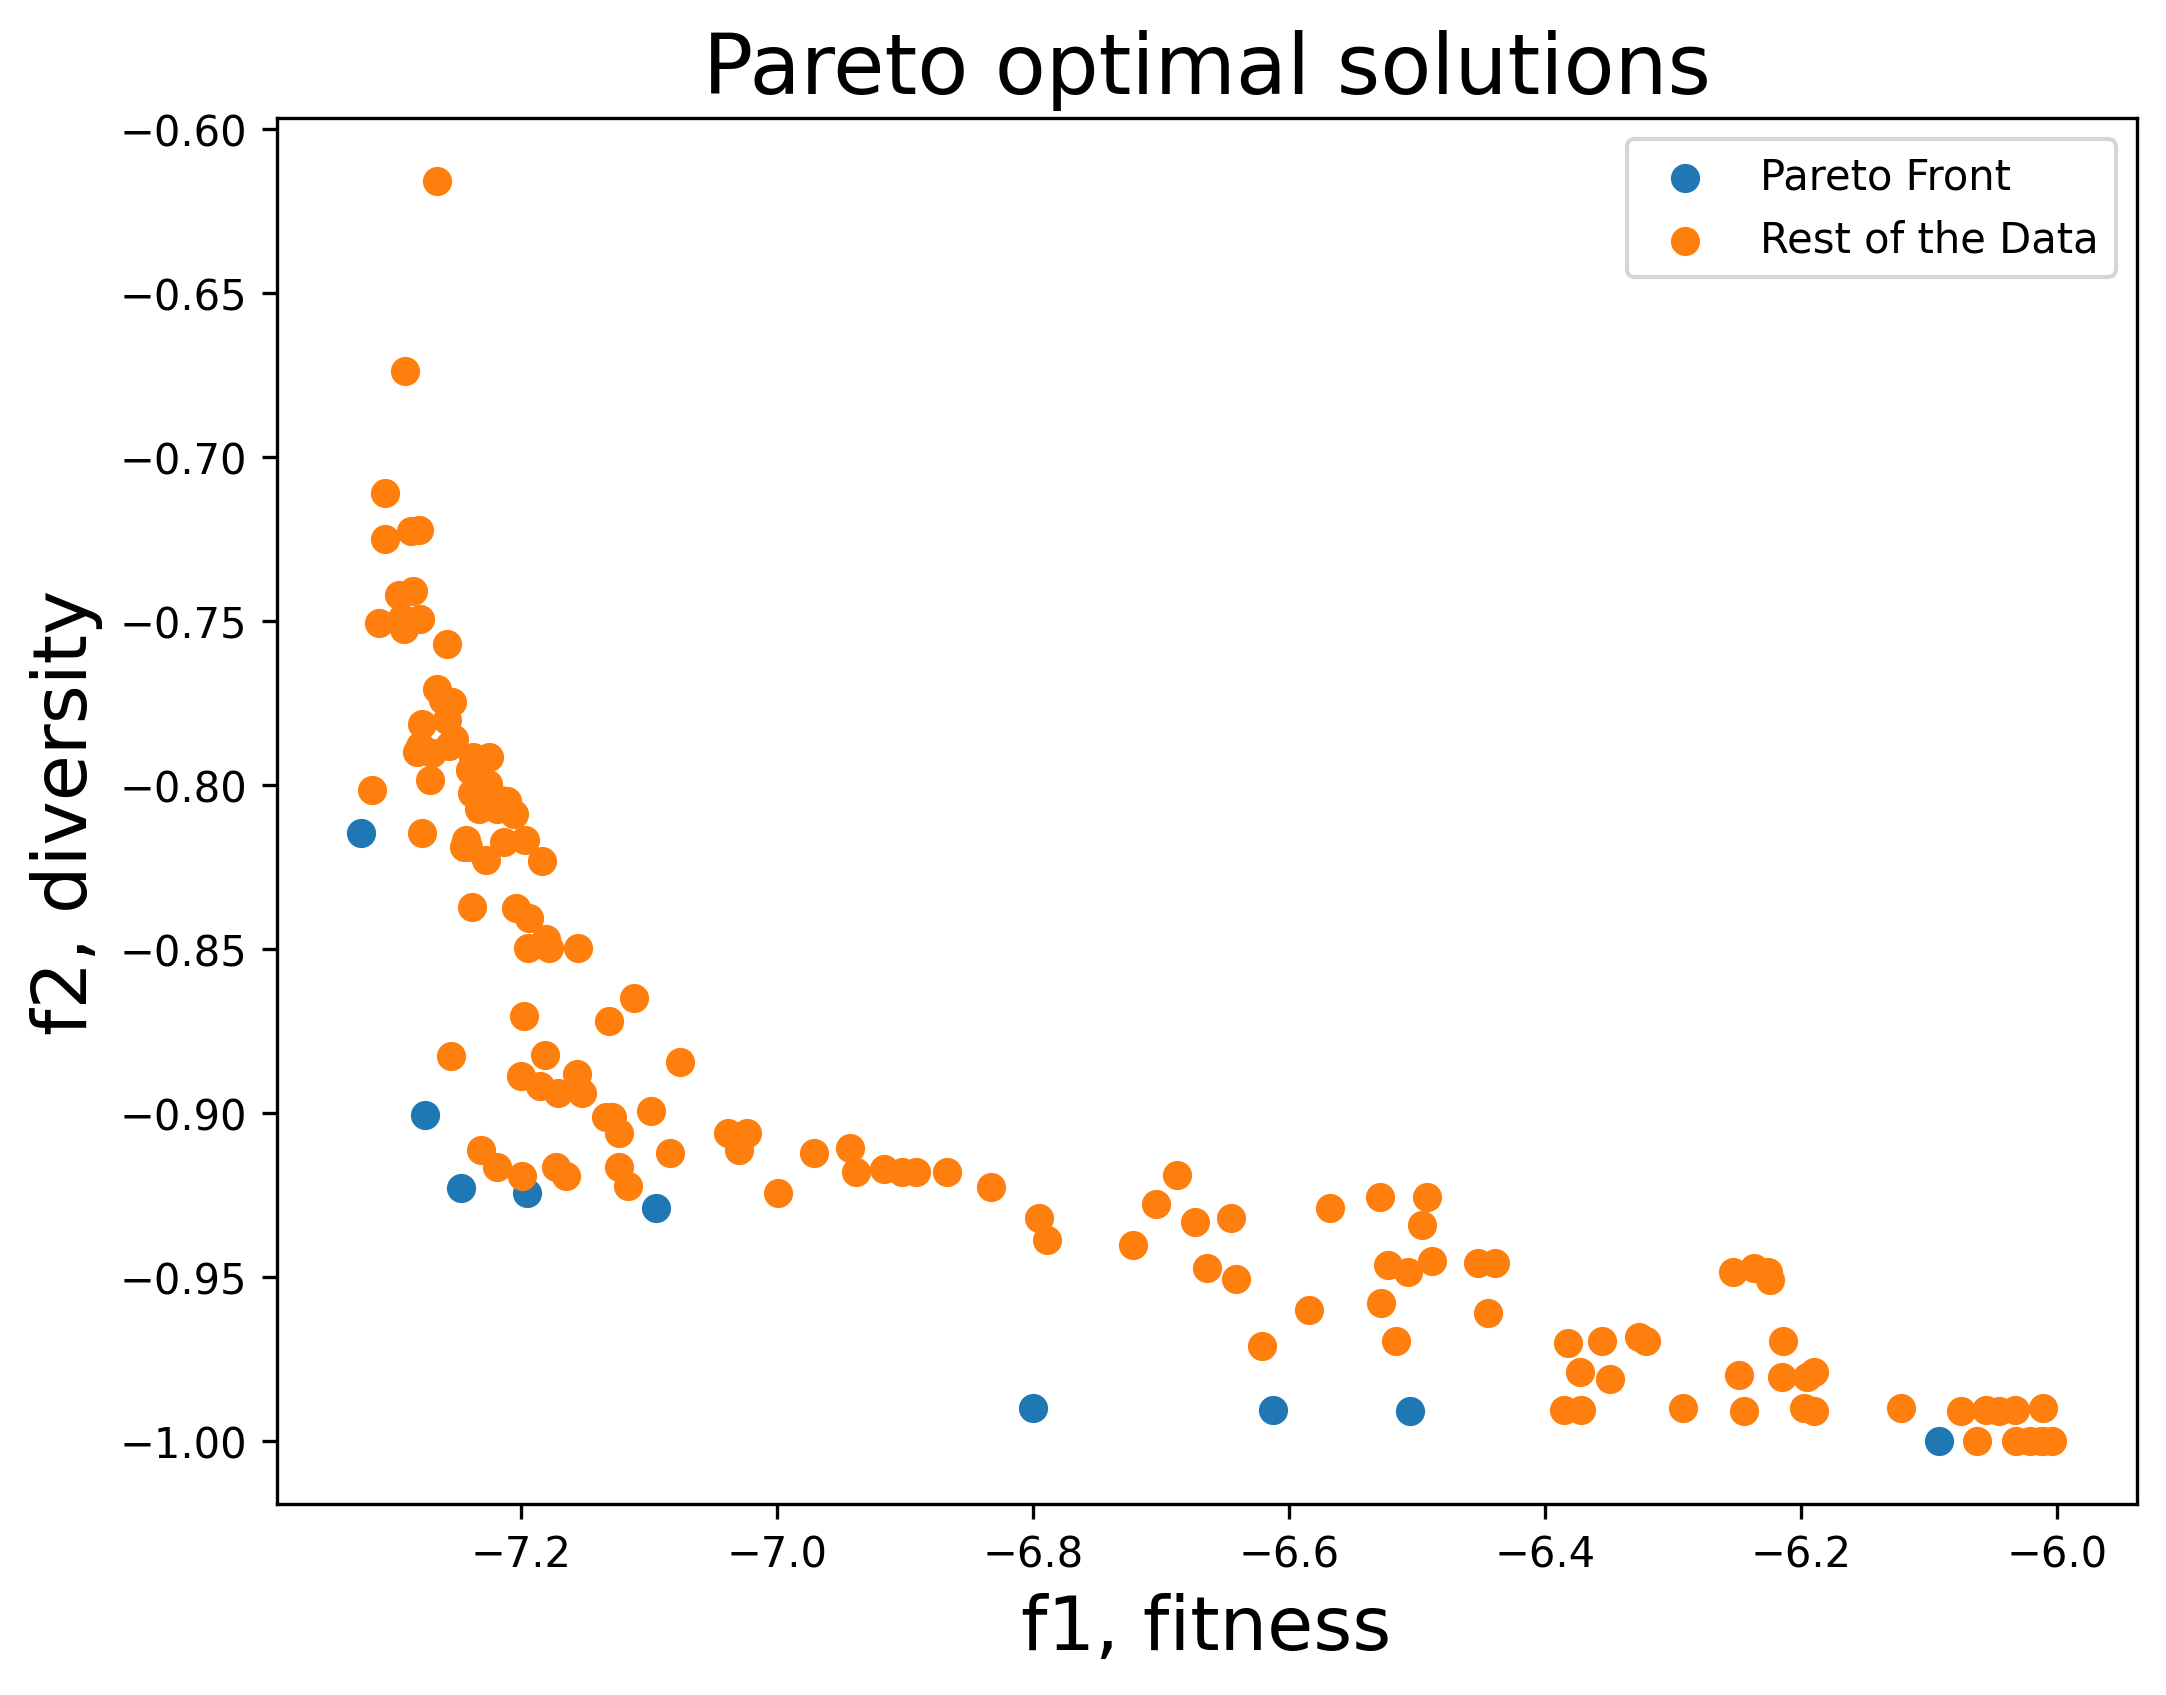 Pareto optimal solutions
Pareto Front
Rest of the Data
f2, diversity
−0.60
−0.65
−0.70
−0.75
−0.80
−0.85
−0.90
−0.95
−1.00
−7.2 −7.0 −6.8 −6.6 −6.4 −6.2 −6.0
f1, fitness